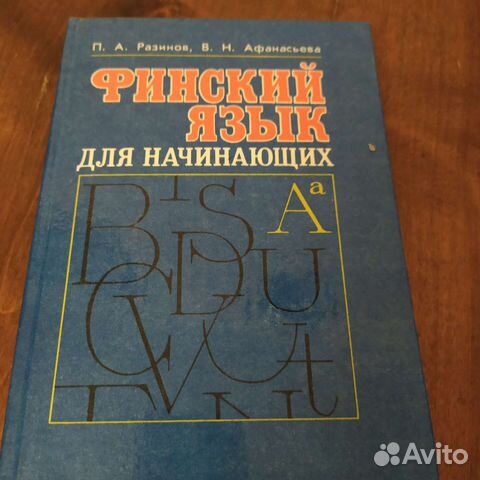 П. А. Разинов, В. Н. Афанасьева
ФИНСКИЙ
ЯЗЫК
ДЛЯ НАЧИНАЮЩИХ
A a
Avito